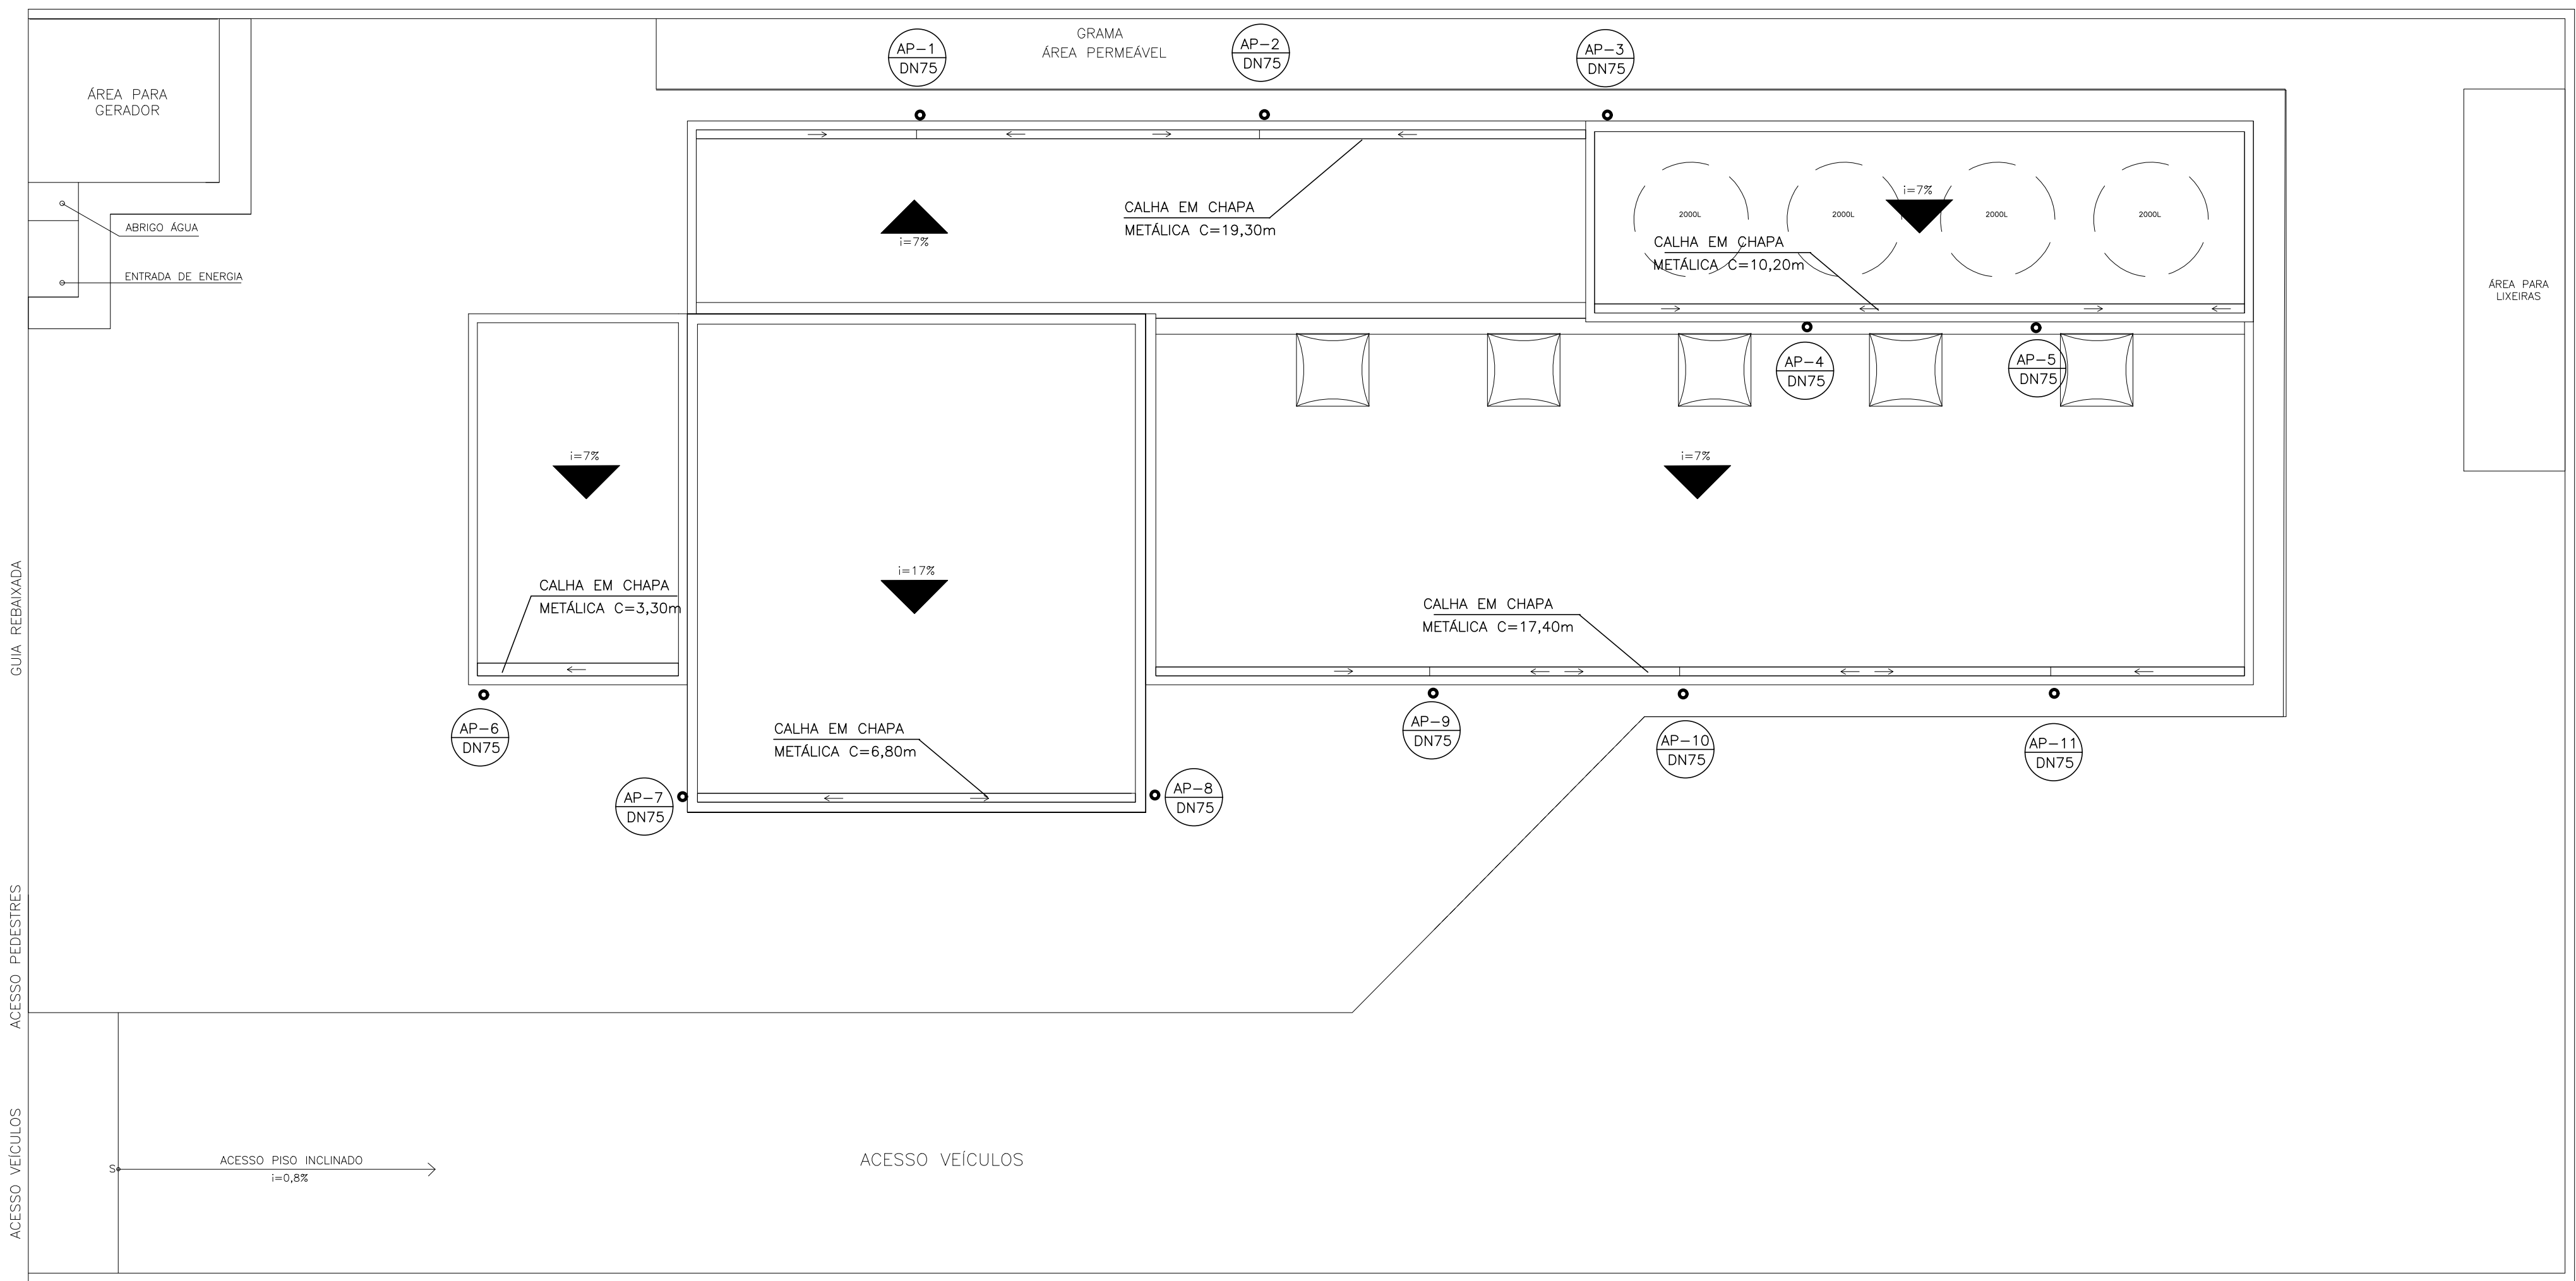 GRAMA
ÁREA PERMEÁVEL
AP-1
DN75
AP-2
DN75
AP-3
DN75
ÁREA PARA
GERADOR
ABRIGO ÁGUA
ENTRADA DE ENERGIA
i=7%
CALHA EM CHAPA
METÁLICA C=19,30m
2000L
2000L
2000L
2000L
i=7%
CALHA EM CHAPA
METÁLICA C=10,20m
ÁREA PARA
LIXEIRAS
AP-4
DN75
AP-5
DN75
i=7%
i=7%
i=17%
CALHA EM CHAPA
METÁLICA C=3,30m
CALHA EM CHAPA
METÁLICA C=17,40m
CALHA EM CHAPA
METÁLICA C=6,80m
AP-6
DN75
AP-7
DN75
AP-8
DN75
AP-9
DN75
AP-10
DN75
AP-11
DN75
GUIA REBAIXADA
ACESSO PEDESTRES
ACESSO VEÍCULOS
S
ACESSO PISO INCLINADO
i=0,8%
ACESSO VEÍCULOS